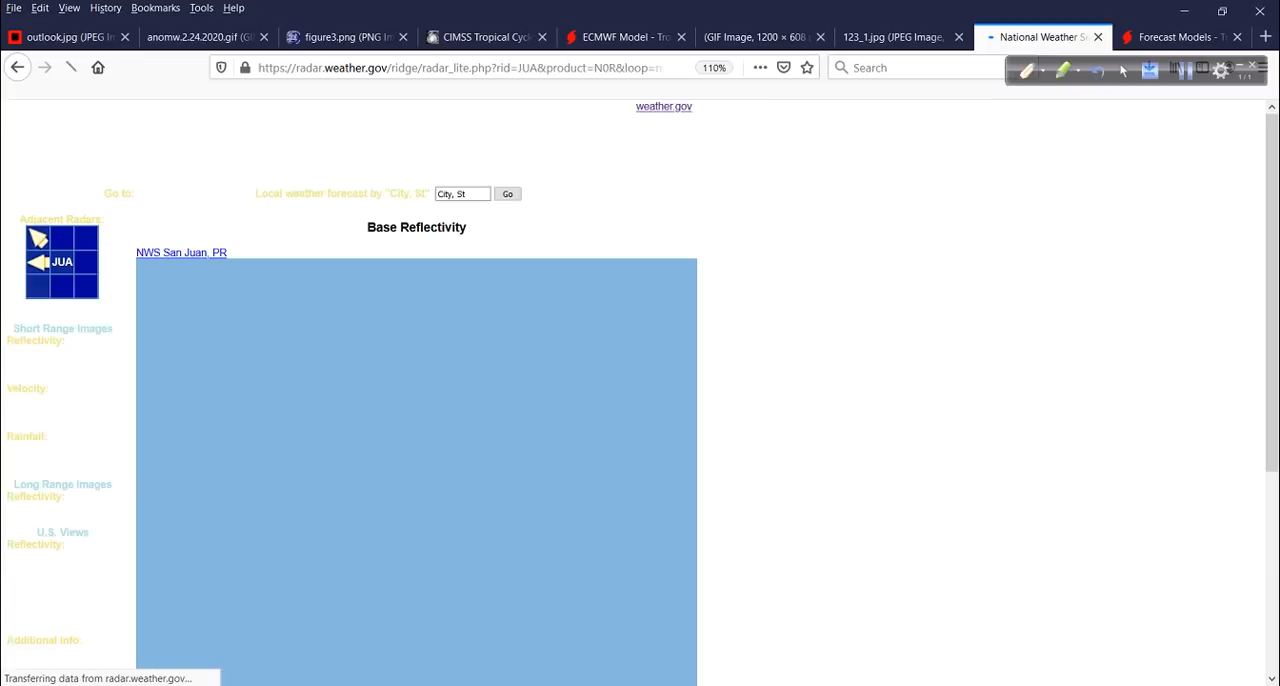 File Edit View History Bookmarks Tools Help
outlook.jpg (JPEG In
anomw.2.24.2020.gif (GI
figure3.png (PNG Im
CIMSS Tropical Cycl
ECMWF Model - Tro
(GIF Image, 1200 × 608
123_1.jpg (JPEG Image,
National Weather Se
Forecast Models - T
https://radar.weather.gov/ridge/radar_lite.php?rid=JUA&product=N0R&loop=n
110%
Search
1/1
weather.gov
Go to:
Local weather forecast by "City, St"
City, St
Go
Adjacent Radars:
Base Reflectivity
NWS San Juan, PR
JUA
Short Range Images
Reflectivity:
Velocity:
Rainfall:
Long Range Images
Reflectivity:
U.S. Views
Reflectivity:
Additional Info:
Transferring data from radar.weather.gov...